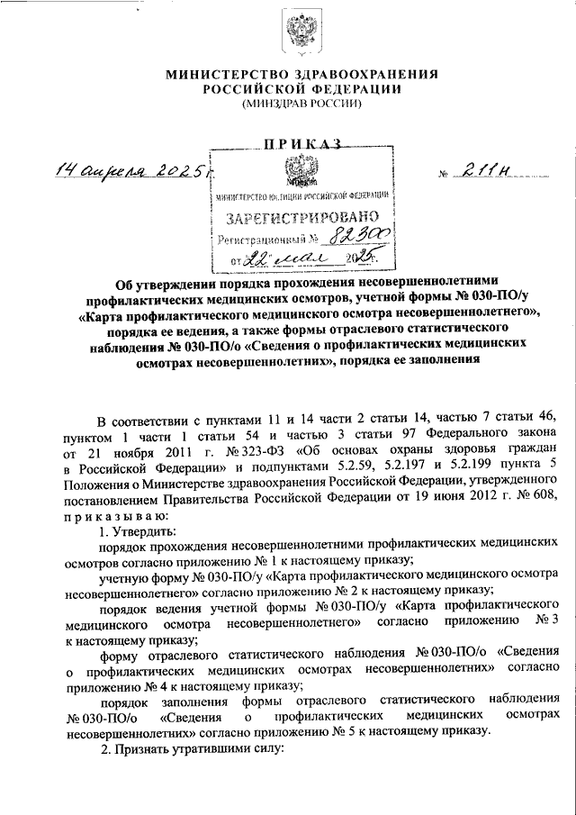 МИНИСТЕРСТВО ЗДРАВООХРАНЕНИЯ
РОССИЙСКОЙ ФЕДЕРАЦИИ
(МИНЗДРАВ РОССИИ)
ПРИКАЗ
14 апреля 2025 г.
№ 211н
МИНИСТЕРСТВО ЮСТИЦИИ РОССИЙСКОЙ ФЕДЕРАЦИИ
ЗАРЕГИСТРИРОВАНО
Регистрационный № 82300
от 22 мая 2025.
Об утверждении порядка прохождения несовершеннолетними
профилактических медицинских осмотров, учетной формы № 030-ПО/у
«Карта профилактического медицинского осмотра несовершеннолетнего»,
порядка ее ведения, а также формы отраслевого статистического
наблюдения № 030-ПО/о «Сведения о профилактических медицинских
осмотрах несовершеннолетних», порядка ее заполнения
В соответствии с пунктами 11 и 14 части 2 статьи 14, частью 7 статьи 46,
пунктом 1 части 1 статьи 54 и частью 3 статьи 97 Федерального закона
от 21 ноября 2011 г. № 323-ФЗ «Об основах охраны здоровья граждан
в Российской Федерации» и подпунктами 5.2.59, 5.2.197 и 5.2.199 пункта 5
Положения о Министерстве здравоохранения Российской Федерации, утвержденного
постановлением Правительства Российской Федерации от 19 июня 2012 г. № 608,
приказываю:
1. Утвердить:
порядок прохождения несовершеннолетними профилактических медицинских
осмотров согласно приложению № 1 к настоящему приказу;
учетную форму № 030-ПО/у «Карта профилактического медицинского осмотра
несовершеннолетнего» согласно приложению № 2 к настоящему приказу;
порядок ведения учетной формы № 030-ПО/у «Карта профилактического
медицинского осмотра несовершеннолетнего» согласно приложению № 3
к настоящему приказу;
форму отраслевого статистического наблюдения № 030-ПО/о «Сведения
о профилактических медицинских осмотрах несовершеннолетних» согласно
приложению № 4 к настоящему приказу;
порядок заполнения формы отраслевого статистического наблюдения
№ 030-ПО/о «Сведения о профилактических медицинских осмотрах
несовершеннолетних» согласно приложению № 5 к настоящему приказу.
2. Признать утратившими силу: